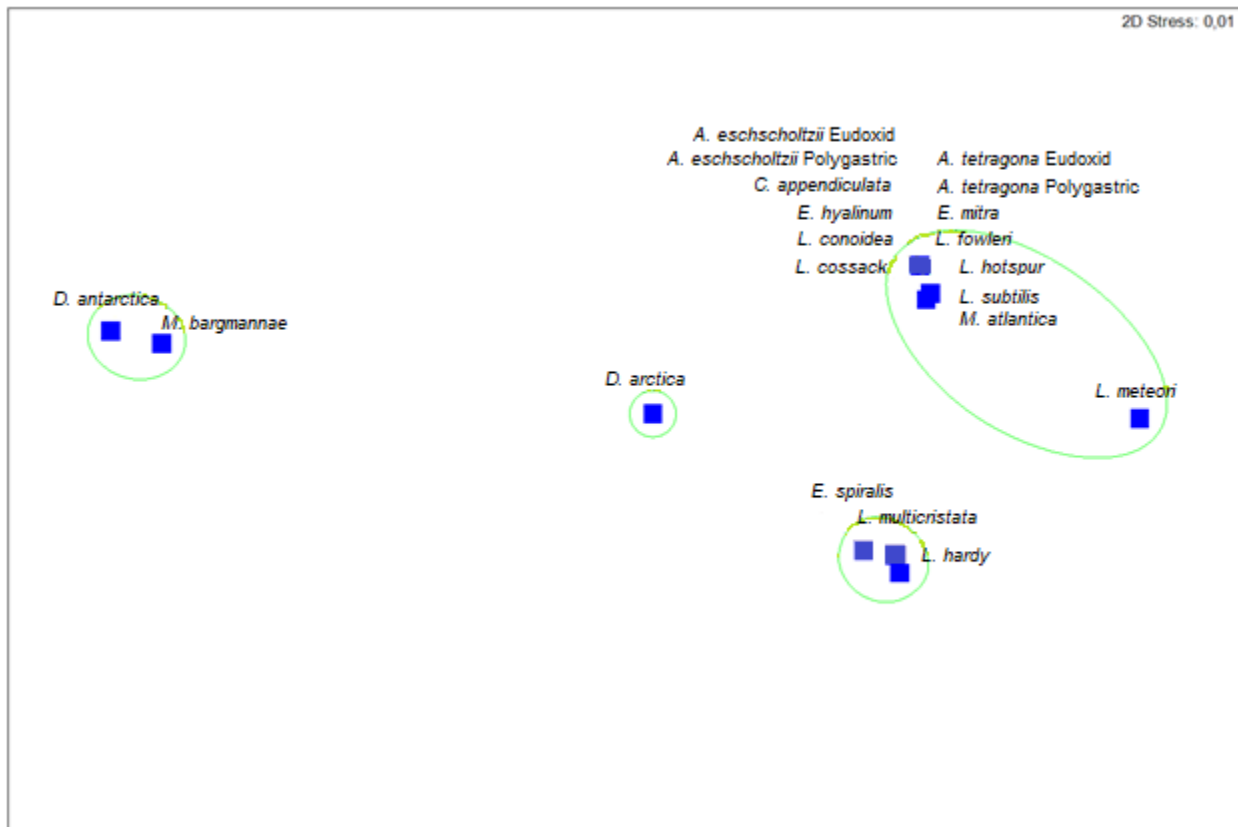 2D Stress: 0,01
A. eschscholtzii Eudoxid
A. eschscholtzii Polygastric
A. tetragona Eudoxid
C. appendiculata
A. tetragona Polygastric
E. hyalinum
E. mitra
L. conoidea
L. fowleri
L. cossack
L. hotspur
D. antarctica
L. subtilis
M. bargmannae
M. atlantica
D. arctica
L. meteori
E. spiralis
L. multicristata
L. hardy